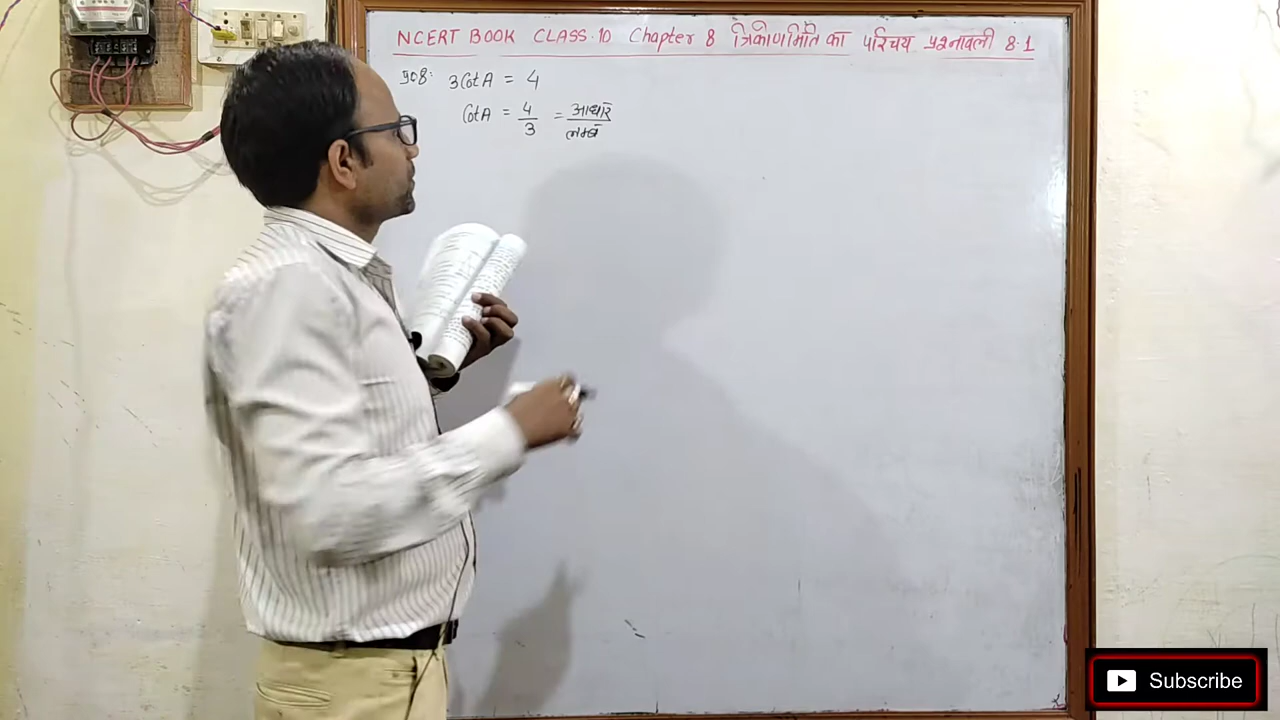 NCERT BOOK CLASS.10 Chapter 8 त्रिकोणमिति का परिचय प्रश्नावली 8.1
प्र०8: 3CotA = 4
CotA = 4/3 = आधार/लम्ब
Subscribe